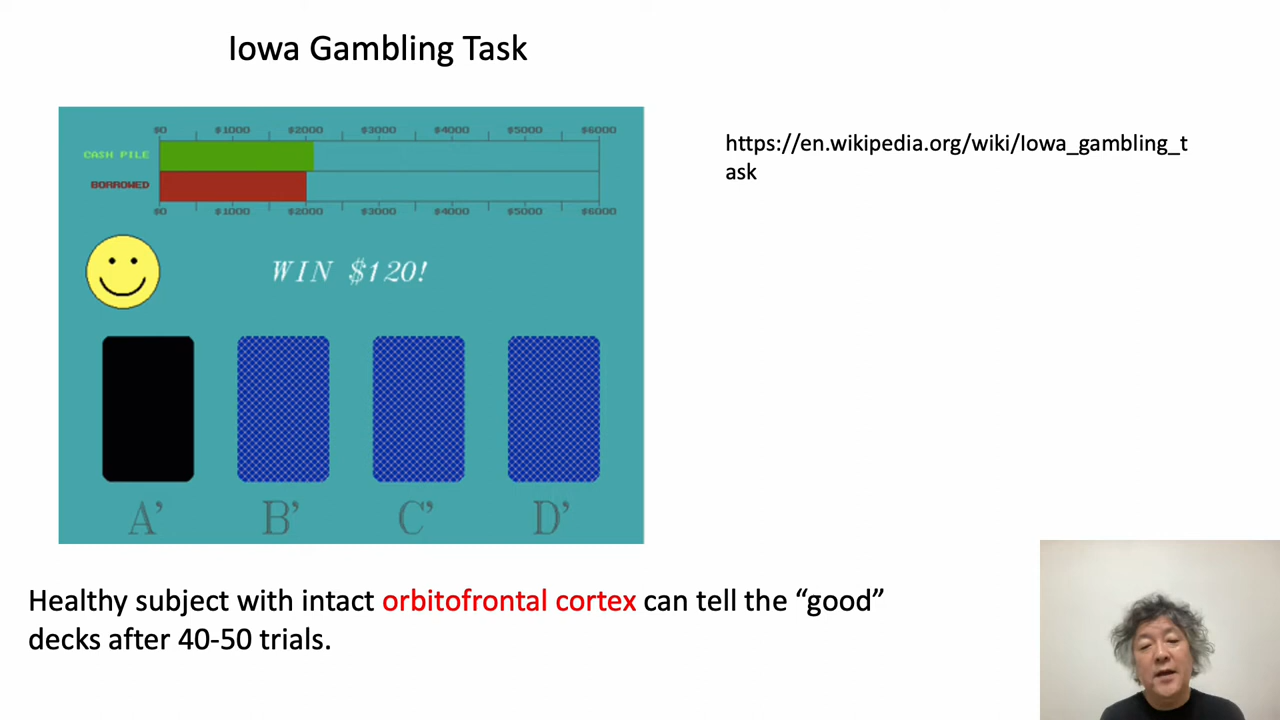 Iowa Gambling Task
$0 $1000 $2000 $3000 $4000 $5000 $6000
CASH PILE
BORROWED
$0 $1000 $2000 $3000 $4000 $5000 $6000
WIN $120!
A' B' C' D'
https://en.wikipedia.org/wiki/Iowa_gambling_t
ask
Healthy subject with intact orbitofrontal cortex can tell the “good”
decks after 40-50 trials.